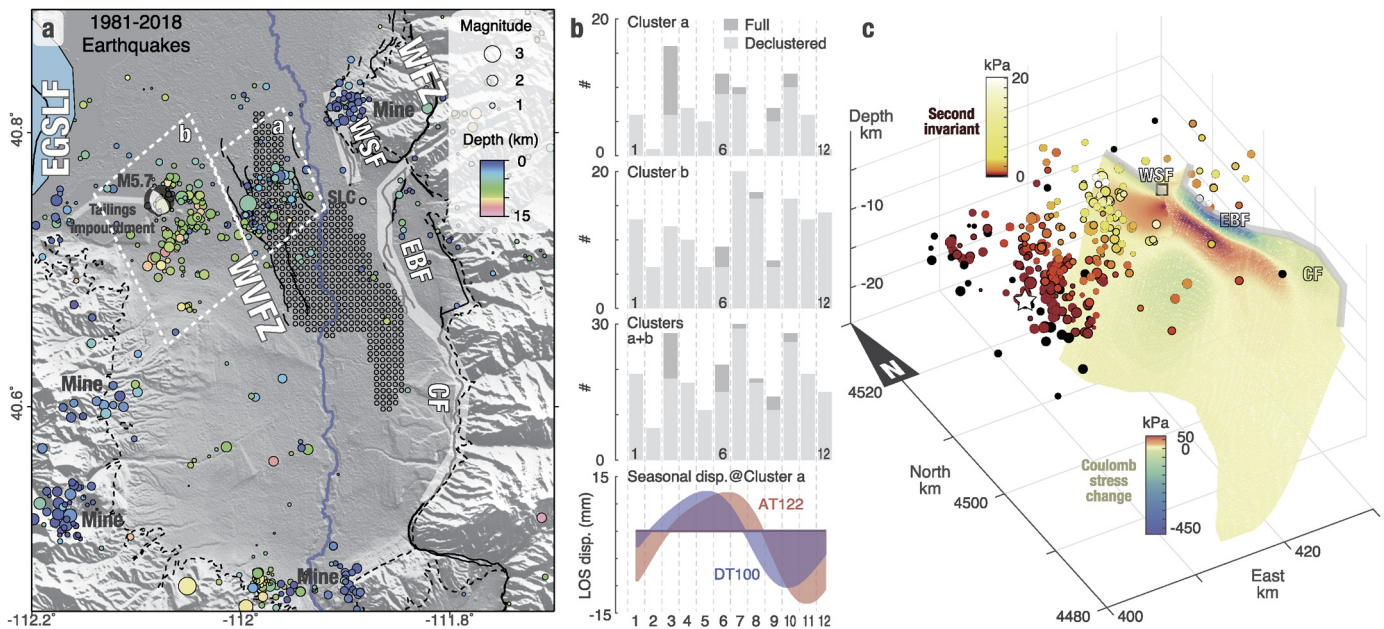 a
1981-2018
Earthquakes
Magnitude
3
2
1
Depth (km)
0
15
EGSLF
40.8
40.6
b
a
M5.7
Tailings
impoundment
WVFZ
WFZ
WSF
Mine
SLC
EBF
CF
Mine
Mine
Mine
-112.2
-112
-111.8
b
Cluster a
Full
Declustered
20
#
0
1
6
12
Cluster b
20
#
0
1
6
12
Clusters
a+b
30
#
0
1
6
12
Seasonal disp.@Cluster a
15
LOS disp. (mm)
-15
AT122
DT100
1 2 3 4 5 6 7 8 9 10 11 12
c
kPa
20
0
Second
invariant
Depth
km
-10
-20
WSF
EBF
CF
N
4520
North
km
4500
4480
400
420
East
km
kPa
50
0
-450
Coulomb
stress
change